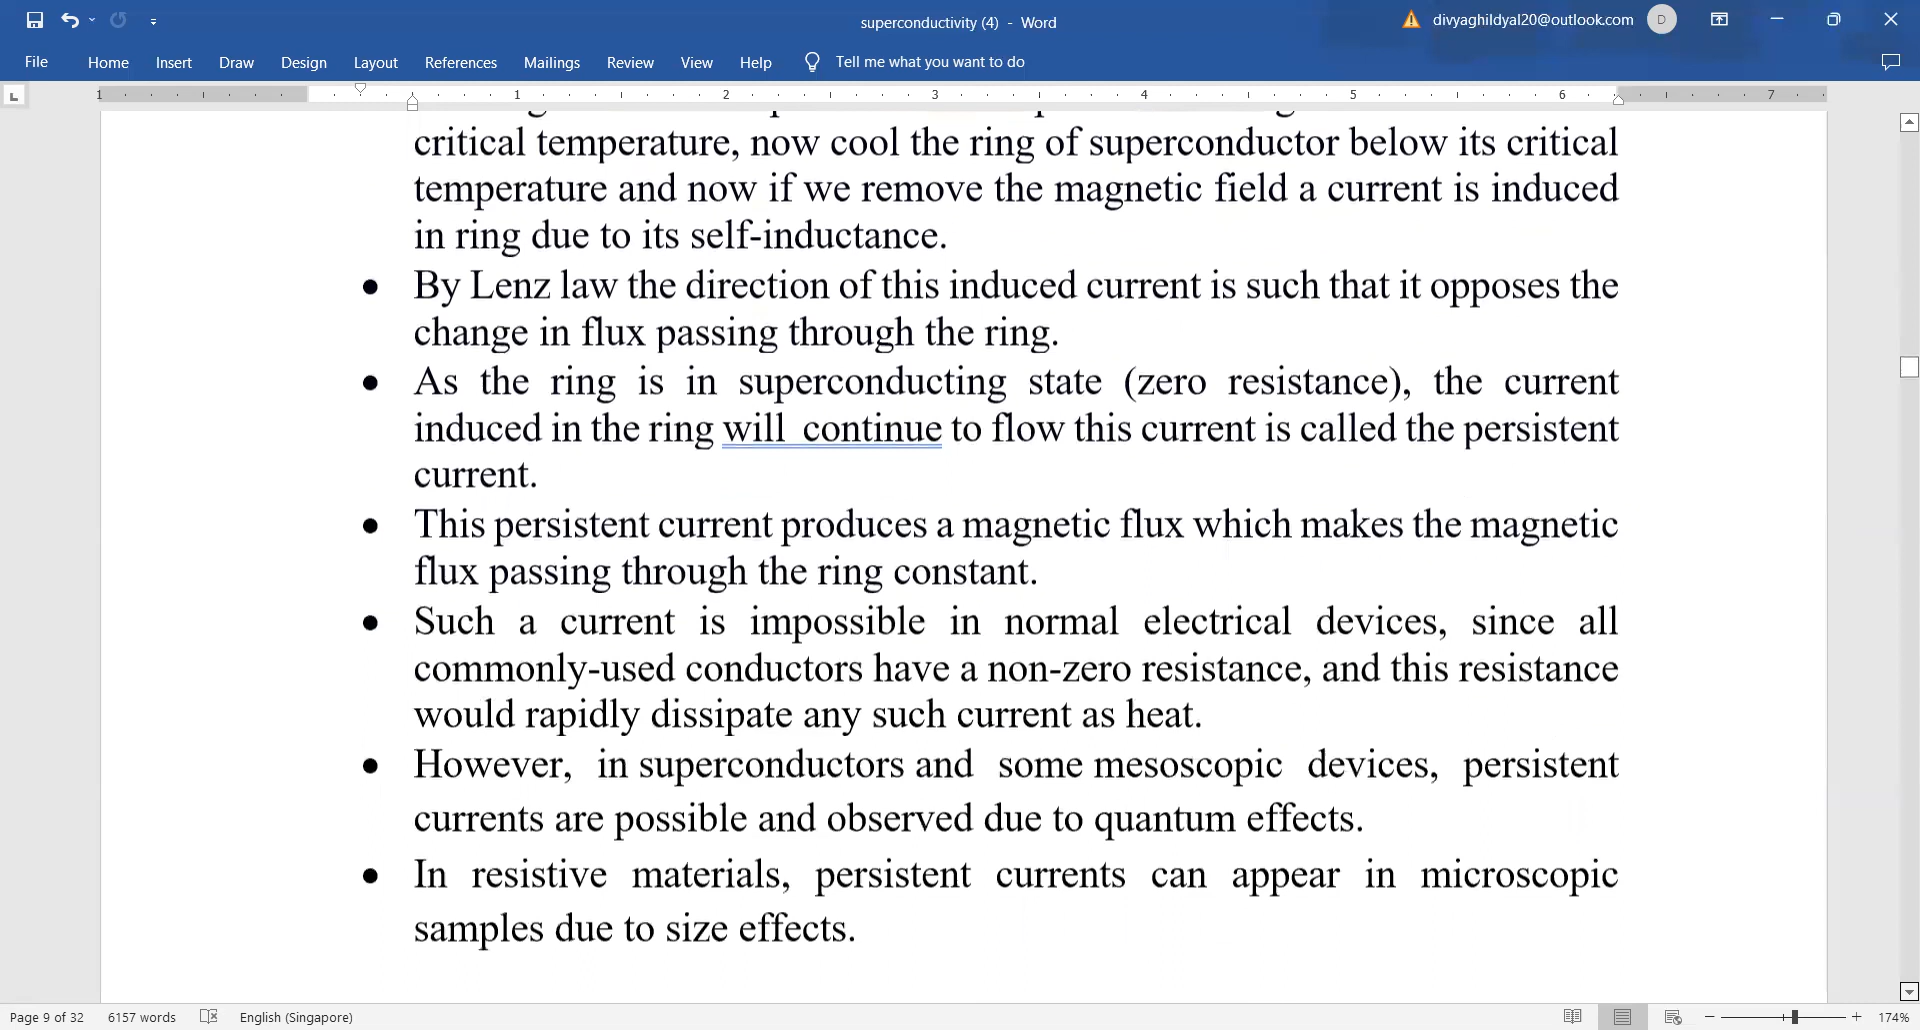 superconductivity (4) - Word
divyaghildyal20@outlook.com
D
File Home Insert Draw Design Layout References Mailings Review View Help Tell me what you want to do
1 1 2 3 4 5 6 7
critical temperature, now cool the ring of superconductor below its critical
temperature and now if we remove the magnetic field a current is induced
in ring due to its self-inductance.
● By Lenz law the direction of this induced current is such that it opposes the
change in flux passing through the ring.
● As the ring is in superconducting state (zero resistance), the current
induced in the ring will continue to flow this current is called the persistent
current.
● This persistent current produces a magnetic flux which makes the magnetic
flux passing through the ring constant.
● Such a current is impossible in normal electrical devices, since all
commonly-used conductors have a non-zero resistance, and this resistance
would rapidly dissipate any such current as heat.
● However, in superconductors and some mesoscopic devices, persistent
currents are possible and observed due to quantum effects.
● In resistive materials, persistent currents can appear in microscopic
samples due to size effects.
Page 9 of 32 6157 words English (Singapore) 174%